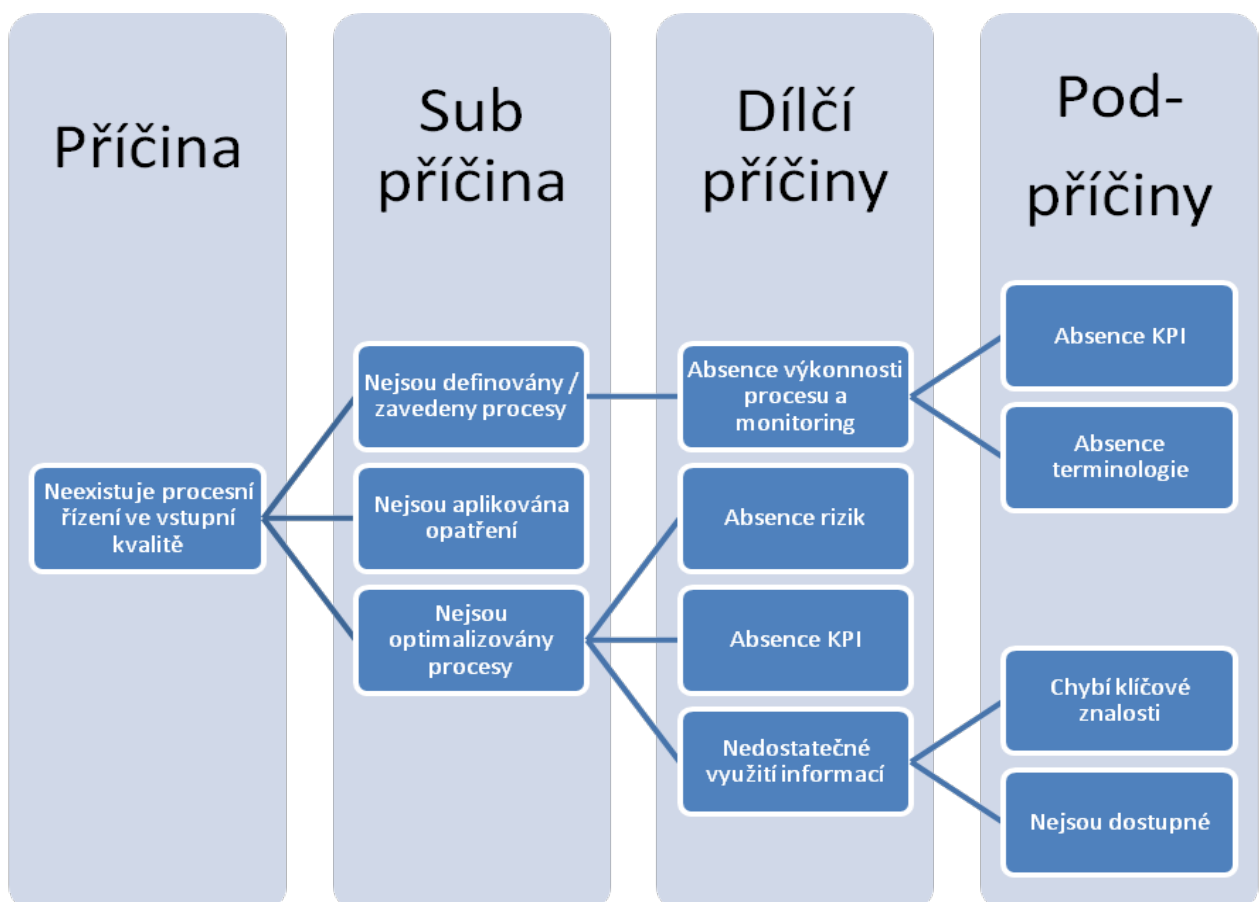 Příčina
Sub
příčina
Dílčí
příčiny
Pod-
příčiny
Neexistuje procesní
řízení ve vstupní
kvalitě
Nejsou definovány /
zavedeny procesy
Nejsou aplikována
opatření
Nejsou
optimalizovány
procesy
Absence výkonnosti
procesu a
monitoring
Absence rizik
Absence KPI
Nedostatečné
využití informací
Absence KPI
Absence
terminologie
Chybí klíčové
znalosti
Nejsou dostupné